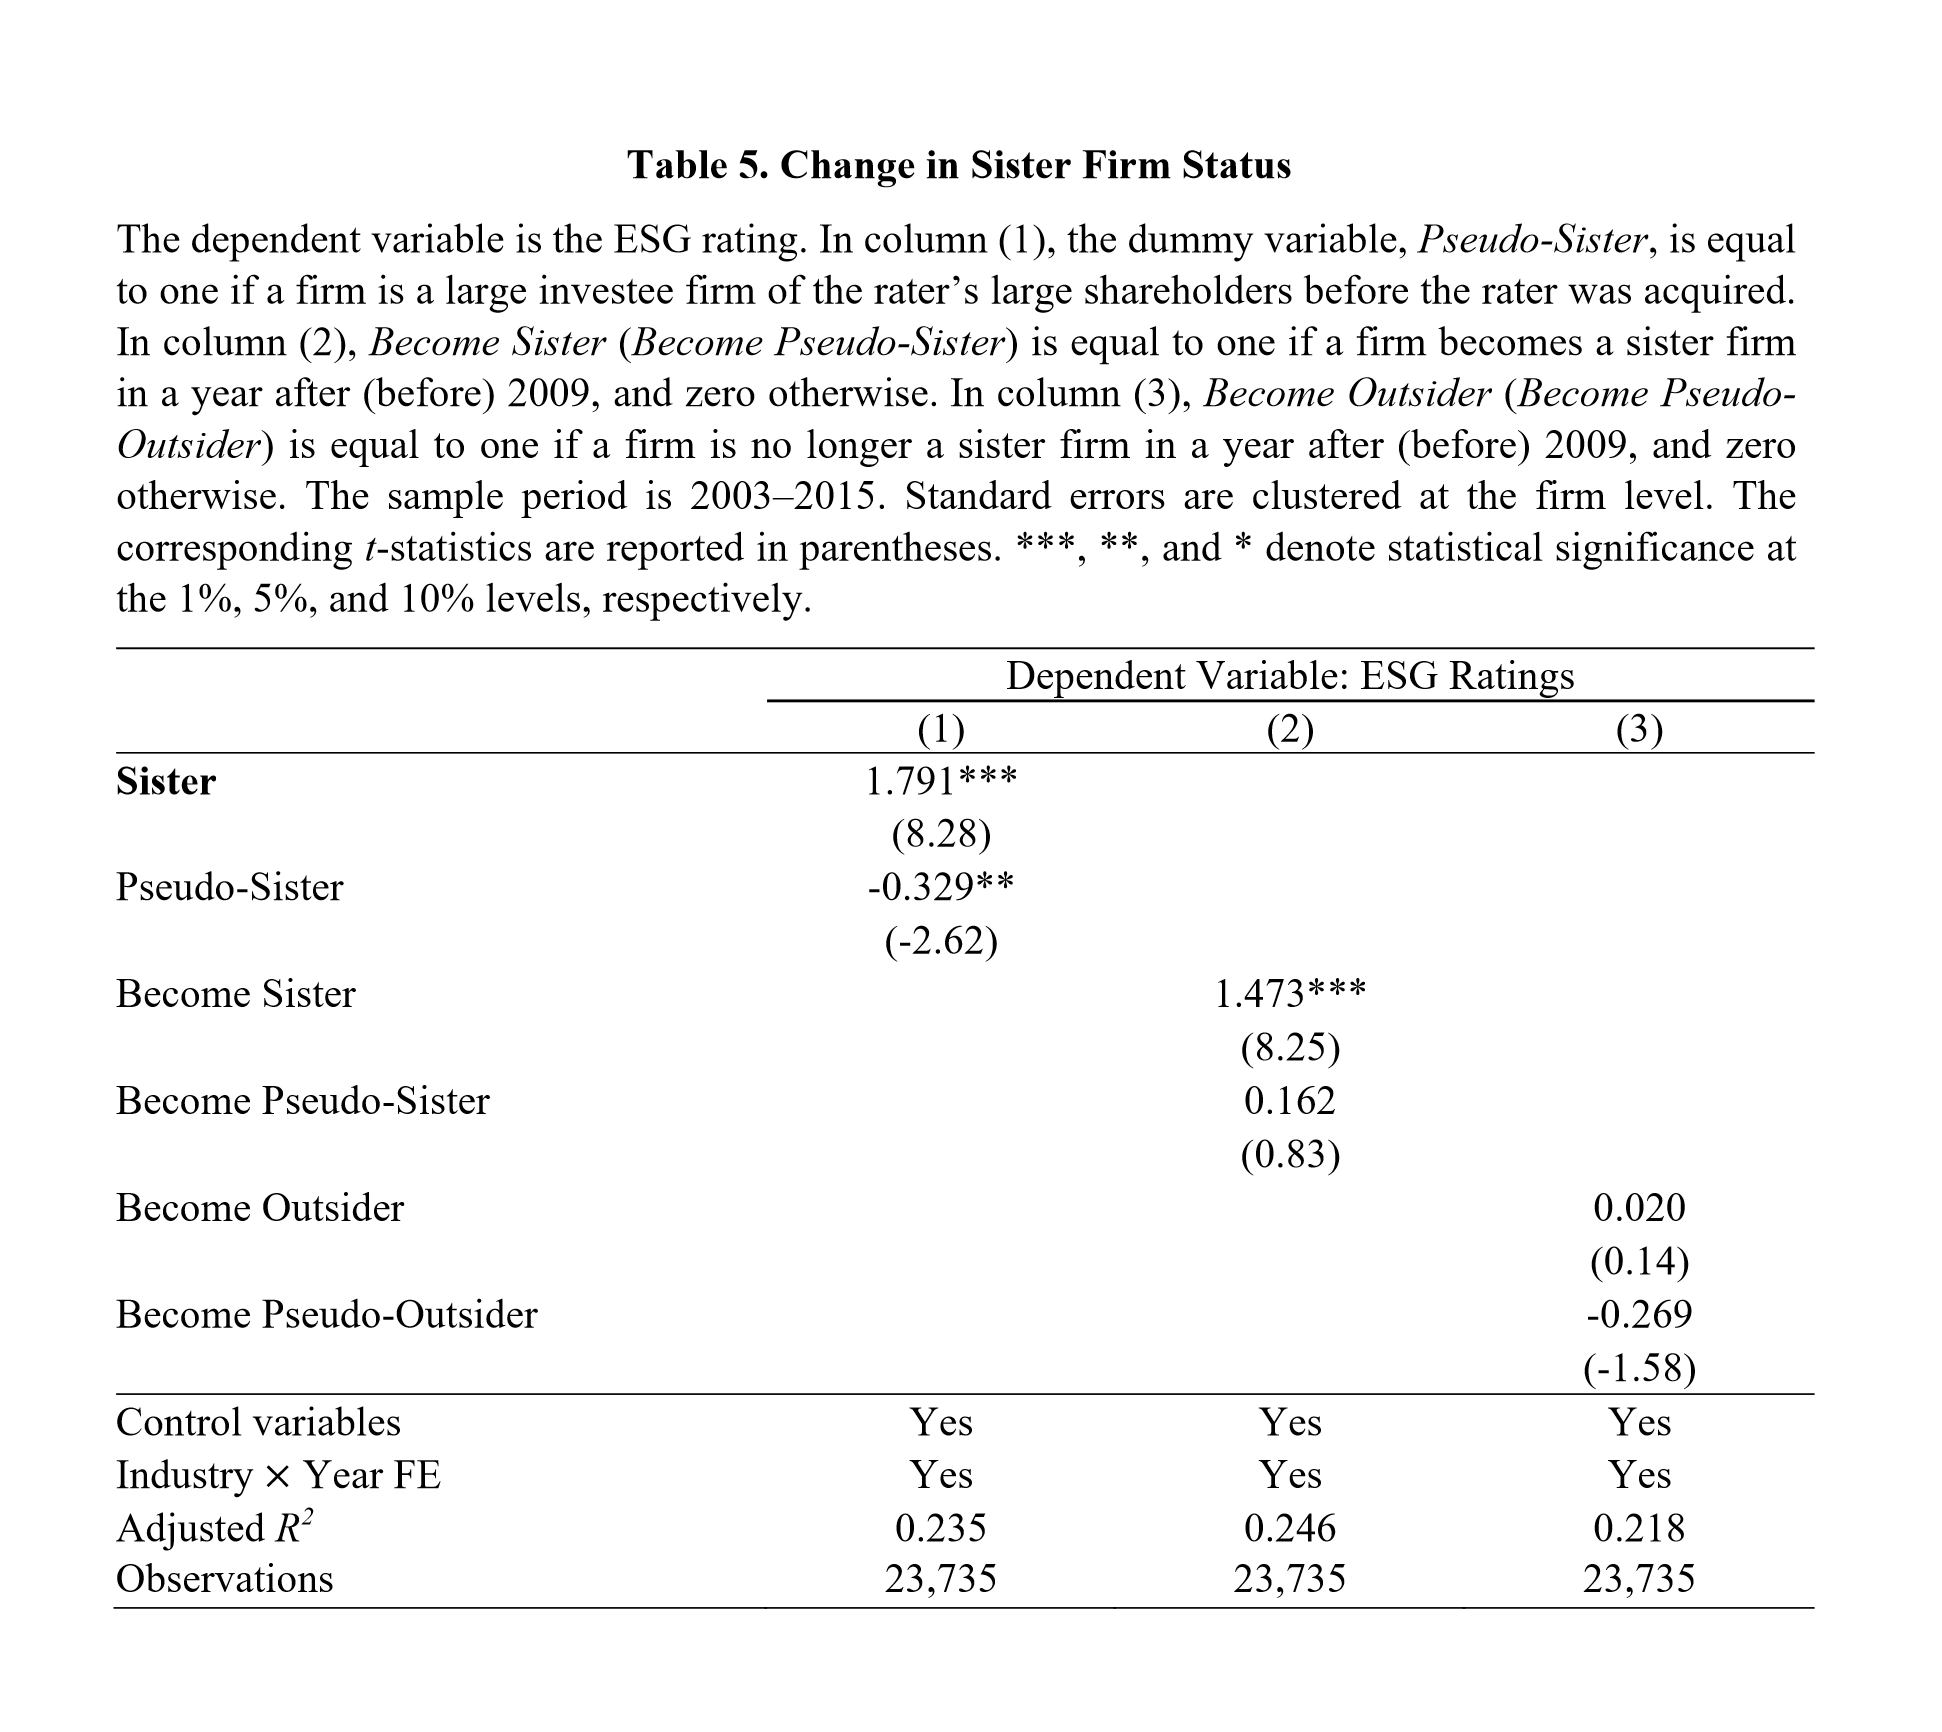 Table 5. Change in Sister Firm Status
The dependent variable is the ESG rating. In column (1), the dummy variable, Pseudo-Sister, is equal
to one if a firm is a large investee firm of the rater’s large shareholders before the rater was acquired.
In column (2), Become Sister (Become Pseudo-Sister) is equal to one if a firm becomes a sister firm
in a year after (before) 2009, and zero otherwise. In column (3), Become Outsider (Become Pseudo-
Outsider) is equal to one if a firm is no longer a sister firm in a year after (before) 2009, and zero
otherwise. The sample period is 2003–2015. Standard errors are clustered at the firm level. The
corresponding t-statistics are reported in parentheses. ***, **, and * denote statistical significance at
the 1%, 5%, and 10% levels, respectively.
Dependent Variable: ESG Ratings
(1) (2) (3)
Sister 1.791***
(8.28)
Pseudo-Sister -0.329**
(-2.62)
Become Sister 1.473***
(8.25)
Become Pseudo-Sister 0.162
(0.83)
Become Outsider 0.020
(0.14)
Become Pseudo-Outsider -0.269
(-1.58)
Control variables Yes Yes Yes
Industry × Year FE Yes Yes Yes
Adjusted R² 0.235 0.246 0.218
Observations 23,735 23,735 23,735